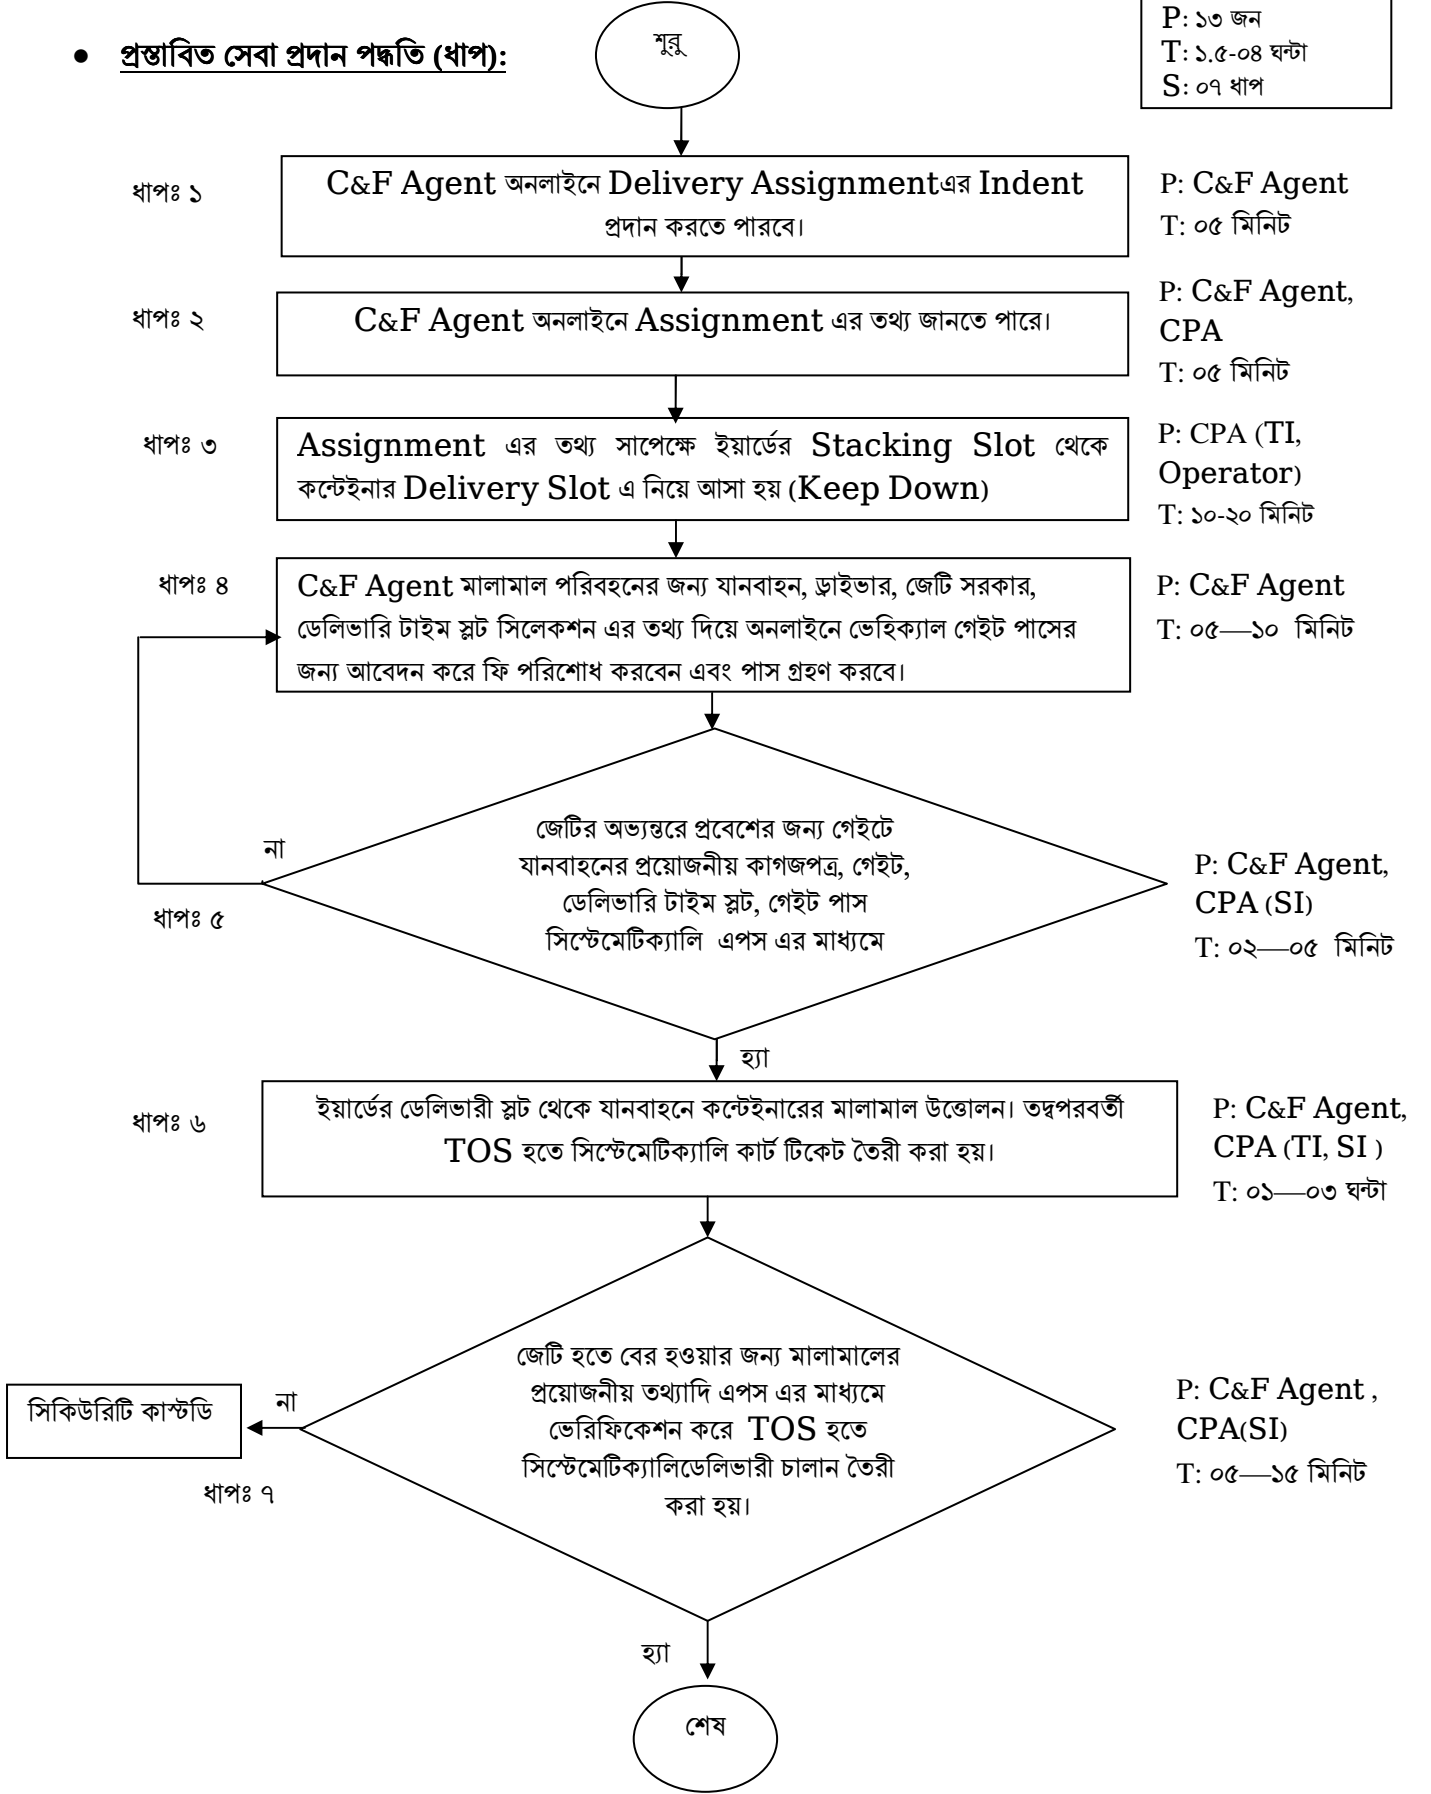 P: ১৩ জন
T: ১.৫-০৪ ঘন্টা
S: ০৭ ধাপ
● প্রস্তাবিত সেবা প্রদান পদ্ধতি (ধাপ):
শুরু
ধাপঃ ১
C&F Agent অনলাইনে Delivery Assignmentএর Indent
প্রদান করতে পারবে।
P: C&F Agent
T: ০৫ মিনিট
ধাপঃ ২
C&F Agent অনলাইনে Assignment এর তথ্য জানতে পারে।
P: C&F Agent,
CPA
T: ০৫ মিনিট
ধাপঃ ৩
Assignment এর তথ্য সাপেক্ষে ইয়ার্ডের Stacking Slot থেকে
কন্টেইনার Delivery Slot এ নিয়ে আসা হয় (Keep Down)
P: CPA (TI,
Operator)
T: ১০-২০ মিনিট
ধাপঃ ৪
C&F Agent মালামাল পরিবহনের জন্য যানবাহন, ড্রাইভার, জেটি সরকার,
ডেলিভারি টাইম স্লট সিলেকশন এর তথ্য দিয়ে অনলাইনে ভেহিক্যাল গেইট পাসের
জন্য আবেদন করে ফি পরিশোধ করবেন এবং পাস গ্রহণ করবে।
P: C&F Agent
T: ০৫—১০ মিনিট
না
ধাপঃ ৫
জেটির অভ্যন্তরে প্রবেশের জন্য গেইটে
যানবাহনের প্রয়োজনীয় কাগজপত্র, গেইট,
ডেলিভারি টাইম স্লট, গেইট পাস
সিস্টেমেটিক্যালি এপস এর মাধ্যমে
P: C&F Agent,
CPA (SI)
T: ০২—০৫ মিনিট
হ্যা
ধাপঃ ৬
ইয়ার্ডের ডেলিভারী স্লট থেকে যানবাহনে কন্টেইনারের মালামাল উত্তোলন। তদ্বপরবর্তী
TOS হতে সিস্টেমেটিক্যালি কার্ট টিকেট তৈরী করা হয়।
P: C&F Agent,
CPA (TI, SI )
T: ০১—০৩ ঘন্টা
সিকিউরিটি কাস্টডি
না
ধাপঃ ৭
জেটি হতে বের হওয়ার জন্য মালামালের
প্রয়োজনীয় তথ্যাদি এপস এর মাধ্যমে
ভেরিফিকেশন করে TOS হতে
সিস্টেমেটিক্যালিডেলিভারী চালান তৈরী
করা হয়।
P: C&F Agent ,
CPA(SI)
T: ০৫—১৫ মিনিট
হ্যা
শেষ